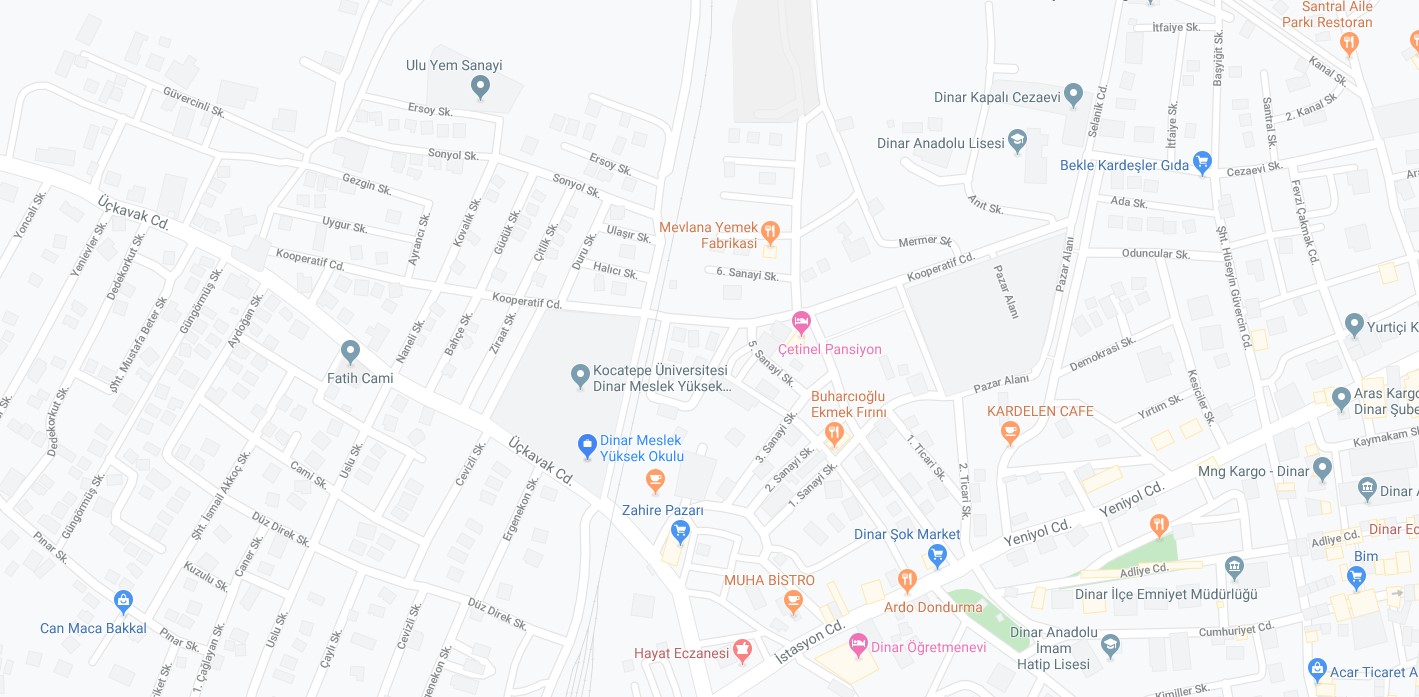 Santral Aile
Parkı Restoran
İtfaiye Sk.
Başyiğit Sk.
Kanal Sk.
Ulu Yem Sanayi
Güvercinli Sk.
Ersoy Sk.
Dinar Kapalı Cezaevi
Selanik Cd.
İtfaiye Sk.
Santral Sk.
2. Kanal Sk.
Dinar Anadolu Lisesi
Sonyol Sk.
Ersoy Sk.
Bekle Kardeşler Gıda
Cezaevi Sk.
Gezgin Sk.
Sonyol Sk.
Yoncalı Sk.
Üçkavak Cd.
Uygur Sk.
Ayrancı Sk.
Kovalık Sk.
Güdük Sk.
Çitlik Sk.
Duru Sk.
Ulaşır Sk.
Mevlana Yemek
Fabrikası
Anıt Sk.
Ada Sk.
Fevzi Çakmak Cd.
Yenienler Sk.
Dedekorkut Sk.
Kooperatif Cd.
Halıcı Sk.
6. Sanayi Sk.
Mermer Sk.
Kooperatif Cd.
Pazar Alanı
Pazar Alanı
Oduncular Sk.
Şht. Hüseyin Güvercin Cd.
Şht. Mustafa Beter Sk.
Güngörmüş Sk.
Aydoğan Sk.
Kooperatif Cd.
Naneli Sk.
Bahçe Sk.
Ziraat Sk.
Çetinel Pansiyon
5. Sanayi Sk.
Yurtiçi K
Demokrasi Sk.
Fatih Cami
Kocatepe Üniversitesi
Dinar Meslek Yüksek...
Pazar Alanı
Kesiciler Sk.
Dedekorkut Sk.
Buharcıoğlu
Ekmek Fırını
KARDELEN CAFE
Yırtım Sk.
Aras Kargo
Dinar Şube
Üçkavak Cd.
Dinar Meslek
Yüksek Okulu
3. Sanayi Sk.
2. Sanayi Sk.
1. Sanayi Sk.
1. Ticari Sk.
2. Ticari Sk.
Kaymakam Sk.
Mng Kargo - Dinar
Güngörmüş Sk.
Şht. İsmail Akkoç Sk.
Cami Sk.
Uslu Sk.
Cevizli Sk.
Ergenekon Sk.
Zahire Pazarı
Yeniyol Cd.
Yeniyol Cd.
Dinar A
Dinar Ec
Pınar Sk.
Düz Direk Sk.
Caner Sk.
Kuzulu Sk.
Dinar Şok Market
Adliye Cd.
Adliye Cd.
Bim
MUHA BİSTRO
Ardo Dondurma
Dinar İlçe Emniyet Müdürlüğü
Can Maca Bakkal
Pınar Sk.
Uslu Sk.
Çaylı Sk.
Cevizli Sk.
Düz Direk Sk.
Hayat Eczanesi
İstasyon Cd.
Dinar Öğretmenevi
Dinar Anadolu
İmam
Hatip Lisesi
Cumhuriyet Cd.
1. Çağlayan Sk.
Kimiller Sk.
Acar Ticaret A